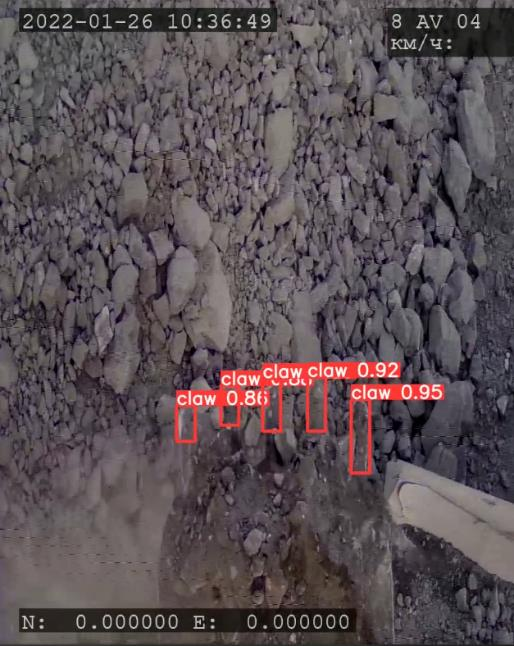 2022-01-26 10:36:49
8 AV 04
км/ч:
claw 0.92
claw
claw
claw 0.86
claw 0.95
N: 0.000000 E: 0.000000